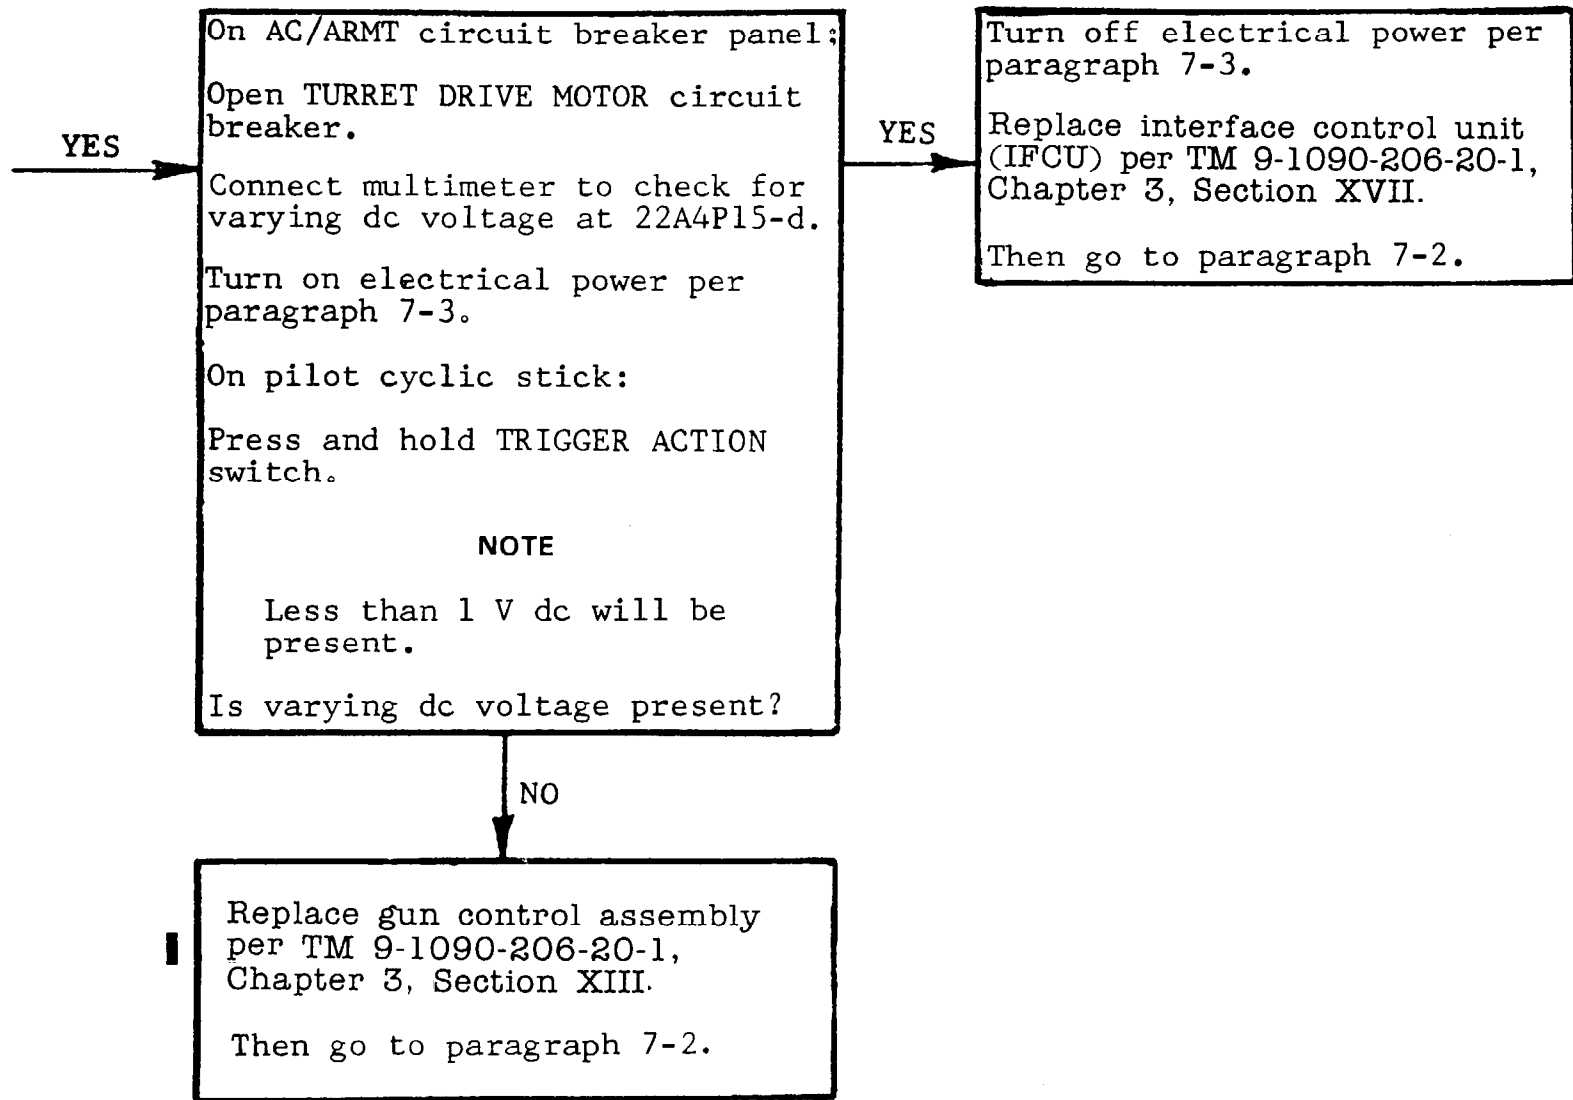 YES
On AC/ARMT circuit breaker panel:
Open TURRET DRIVE MOTOR circuit
breaker.
Connect multimeter to check for
varying dc voltage at 22A4P15-d.
Turn on electrical power per
paragraph 7-3.
On pilot cyclic stick:
Press and hold TRIGGER ACTION
switch.
NOTE
Less than 1 V dc will be
present.
Is varying dc voltage present?
YES
Turn off electrical power per
paragraph 7-3.
Replace interface control unit
(IFCU) per TM 9-1090-206-20-1,
Chapter 3, Section XVII.
Then go to paragraph 7-2.
NO
Replace gun control assembly
per TM 9-1090-206-20-1,
Chapter 3, Section XIII.
Then go to paragraph 7-2.